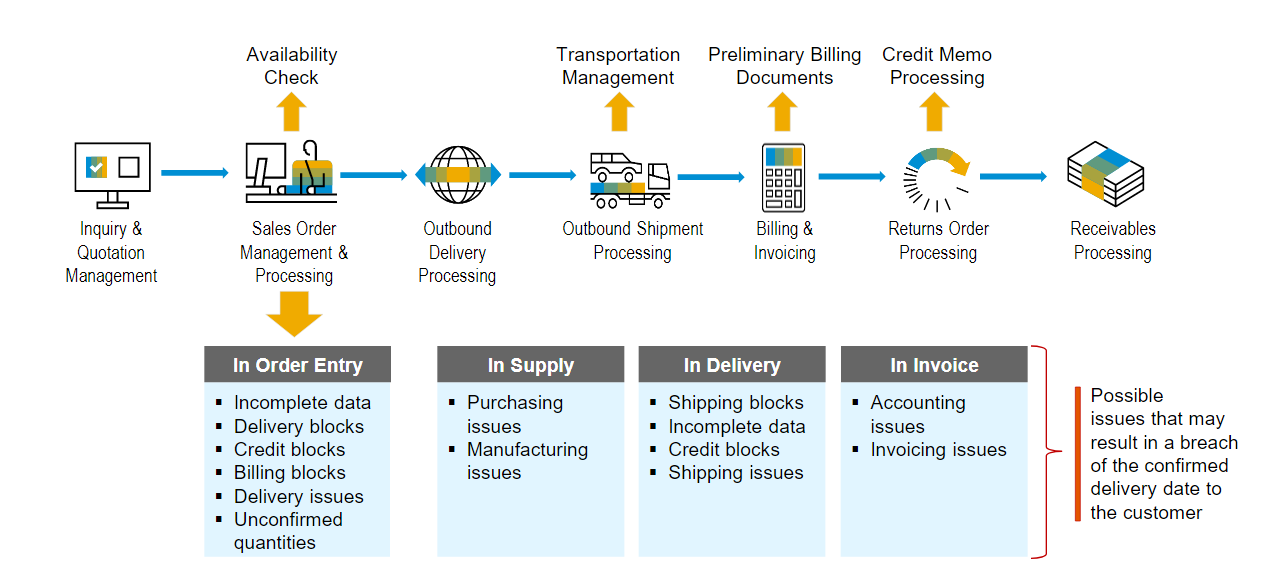 Availability
Check
Transportation
Management
Preliminary Billing
Documents
Credit Memo
Processing
Inquiry &
Quotation
Management
Sales Order
Management &
Processing
Outbound
Delivery
Processing
Outbound Shipment
Processing
Billing &
Invoicing
Returns Order
Processing
Receivables
Processing
In Order Entry
▪ Incomplete data
▪ Delivery blocks
▪ Credit blocks
▪ Billing blocks
▪ Delivery issues
▪ Unconfirmed
quantities
In Supply
▪ Purchasing
issues
▪ Manufacturing
issues
In Delivery
▪ Shipping blocks
▪ Incomplete data
▪ Credit blocks
▪ Shipping issues
In Invoice
▪ Accounting
issues
▪ Invoicing issues
Possible
issues that may
result in a breach
of the confirmed
delivery date to
the customer